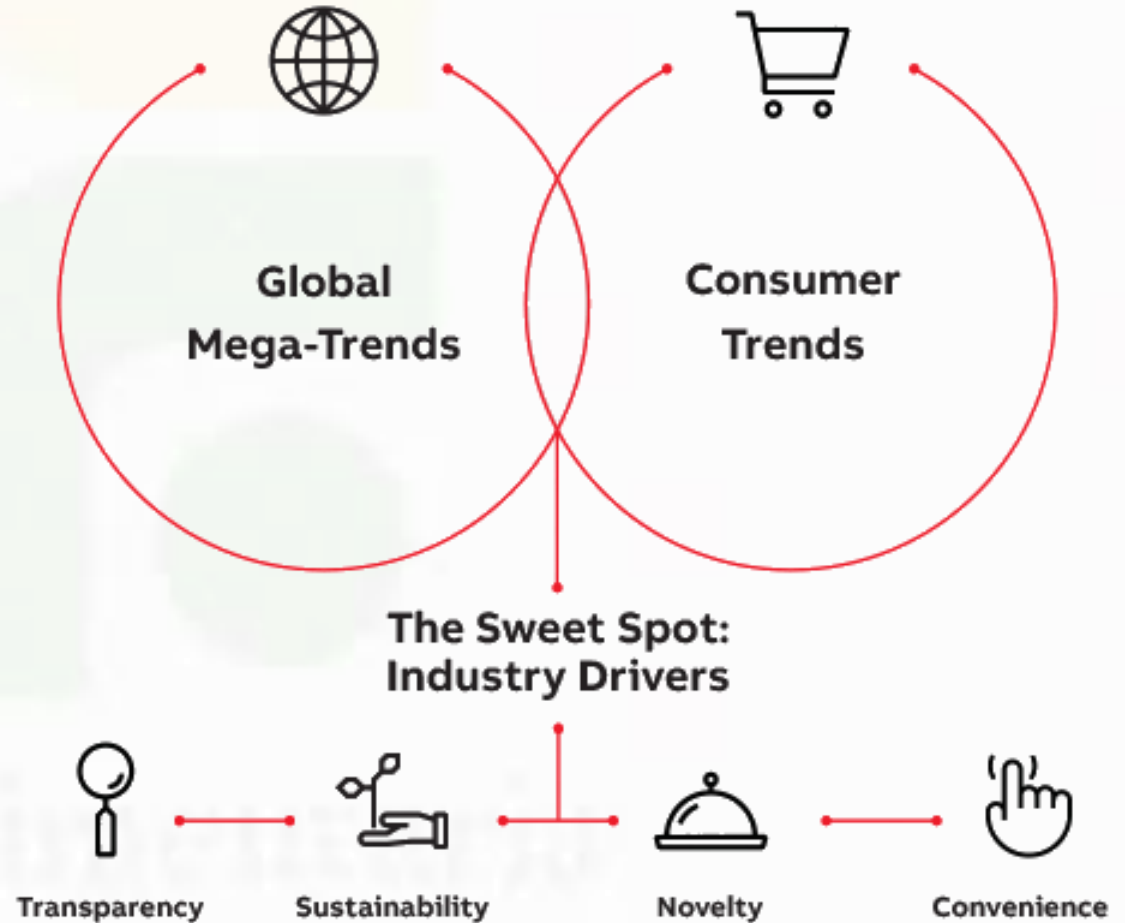 Global
Mega-Trends
Consumer
Trends
The Sweet Spot:
Industry Drivers
Transparency
Sustainability
Novelty
Convenience